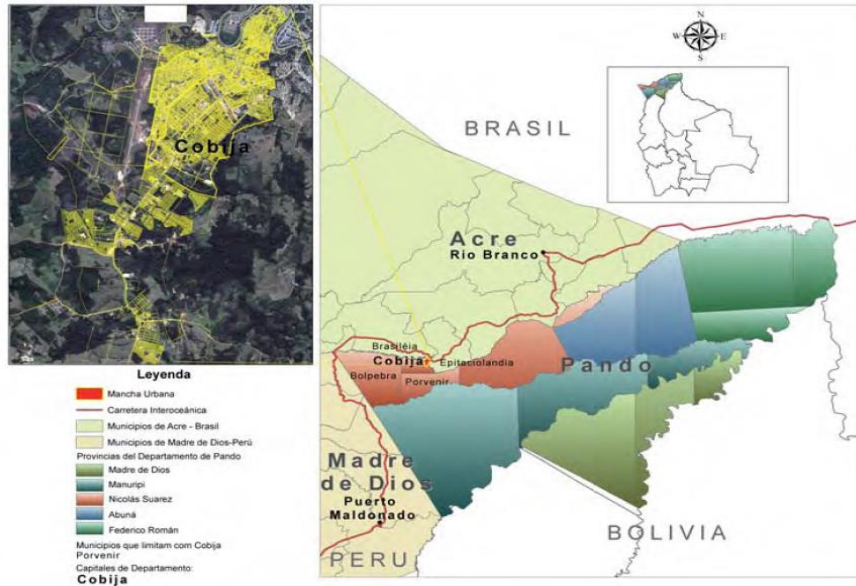 Cobija
N
W E
S
BRASIL
Acre
Rio Branco
Brasiléia
Cobija
Epitaciolandia
Bolpebra
Porvenir
Pando
Madre
de Dios
Puerto
Maldonado
PERU
BOLIVIA
Leyenda
Mancha Urbana
Carretera Interoceánica
Municipios de Acre - Brasil
Municipios de Madre de Dios-Perú
Provincias del Departamento de Pando
Madre de Dios
Manuripi
Nicolás Suarez
Abuná
Federico Román
Municipios que limitam com Cobija
Porvenir
Capitales de Departamento:
Cobija